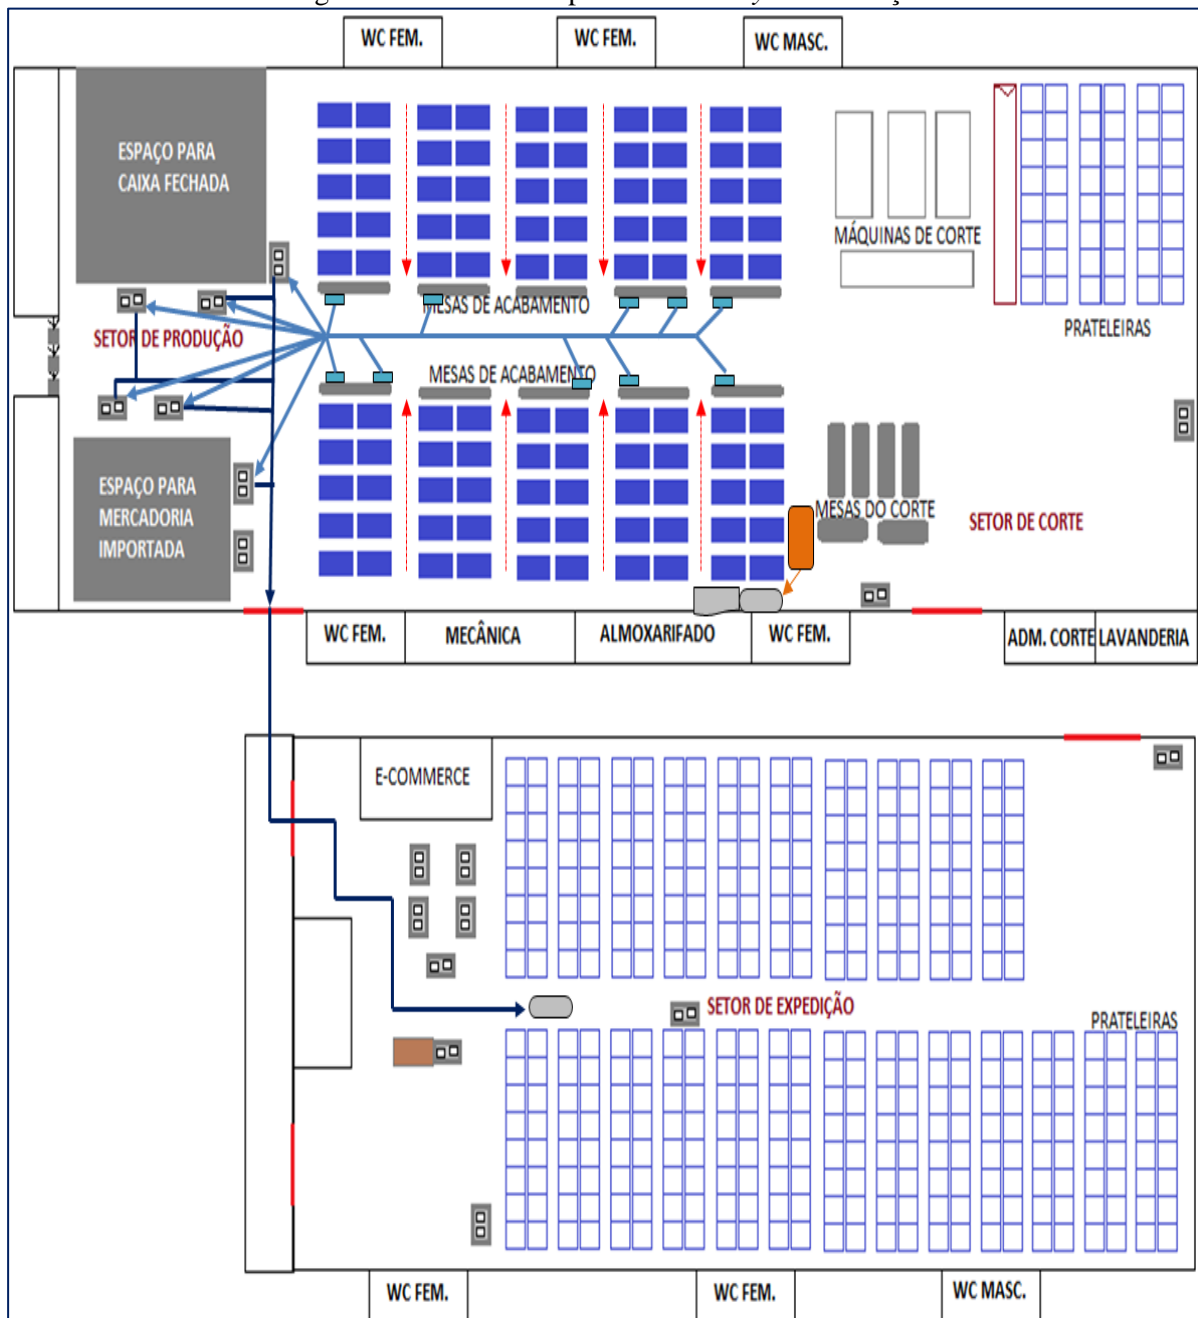 WC FEM.
WC FEM.
WC MASC.
ESPAÇO PARA
CAIXA FECHADA
MÁQUINAS DE CORTE
MESAS DE ACABAMENTO
PRATELEIRAS
SETOR DE PRODUÇÃO
MESAS DE ACABAMENTO
ESPAÇO PARA
MERCADORIA
IMPORTADA
MESAS DO CORTE
SETOR DE CORTE
WC FEM.
MECÂNICA
ALMOXARIFADO
WC FEM.
ADM. CORTE
LAVANDERIA
E-COMMERCE
SETOR DE EXPEDIÇÃO
PRATELEIRAS
WC FEM.
WC FEM.
WC MASC.